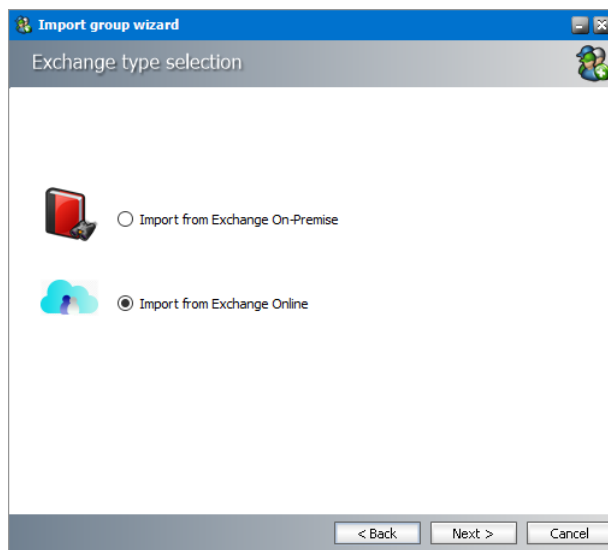 Import group wizard
Exchange type selection
Import from Exchange On-Premise
Import from Exchange Online
< Back Next > Cancel